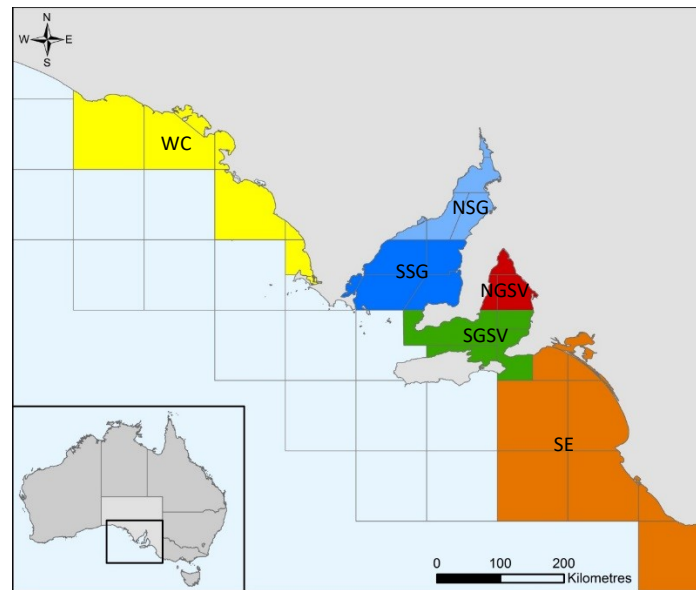 N
W E
S
WC
NSG
SSG
NGSV
SGSV
SE
0 100 200
Kilometres